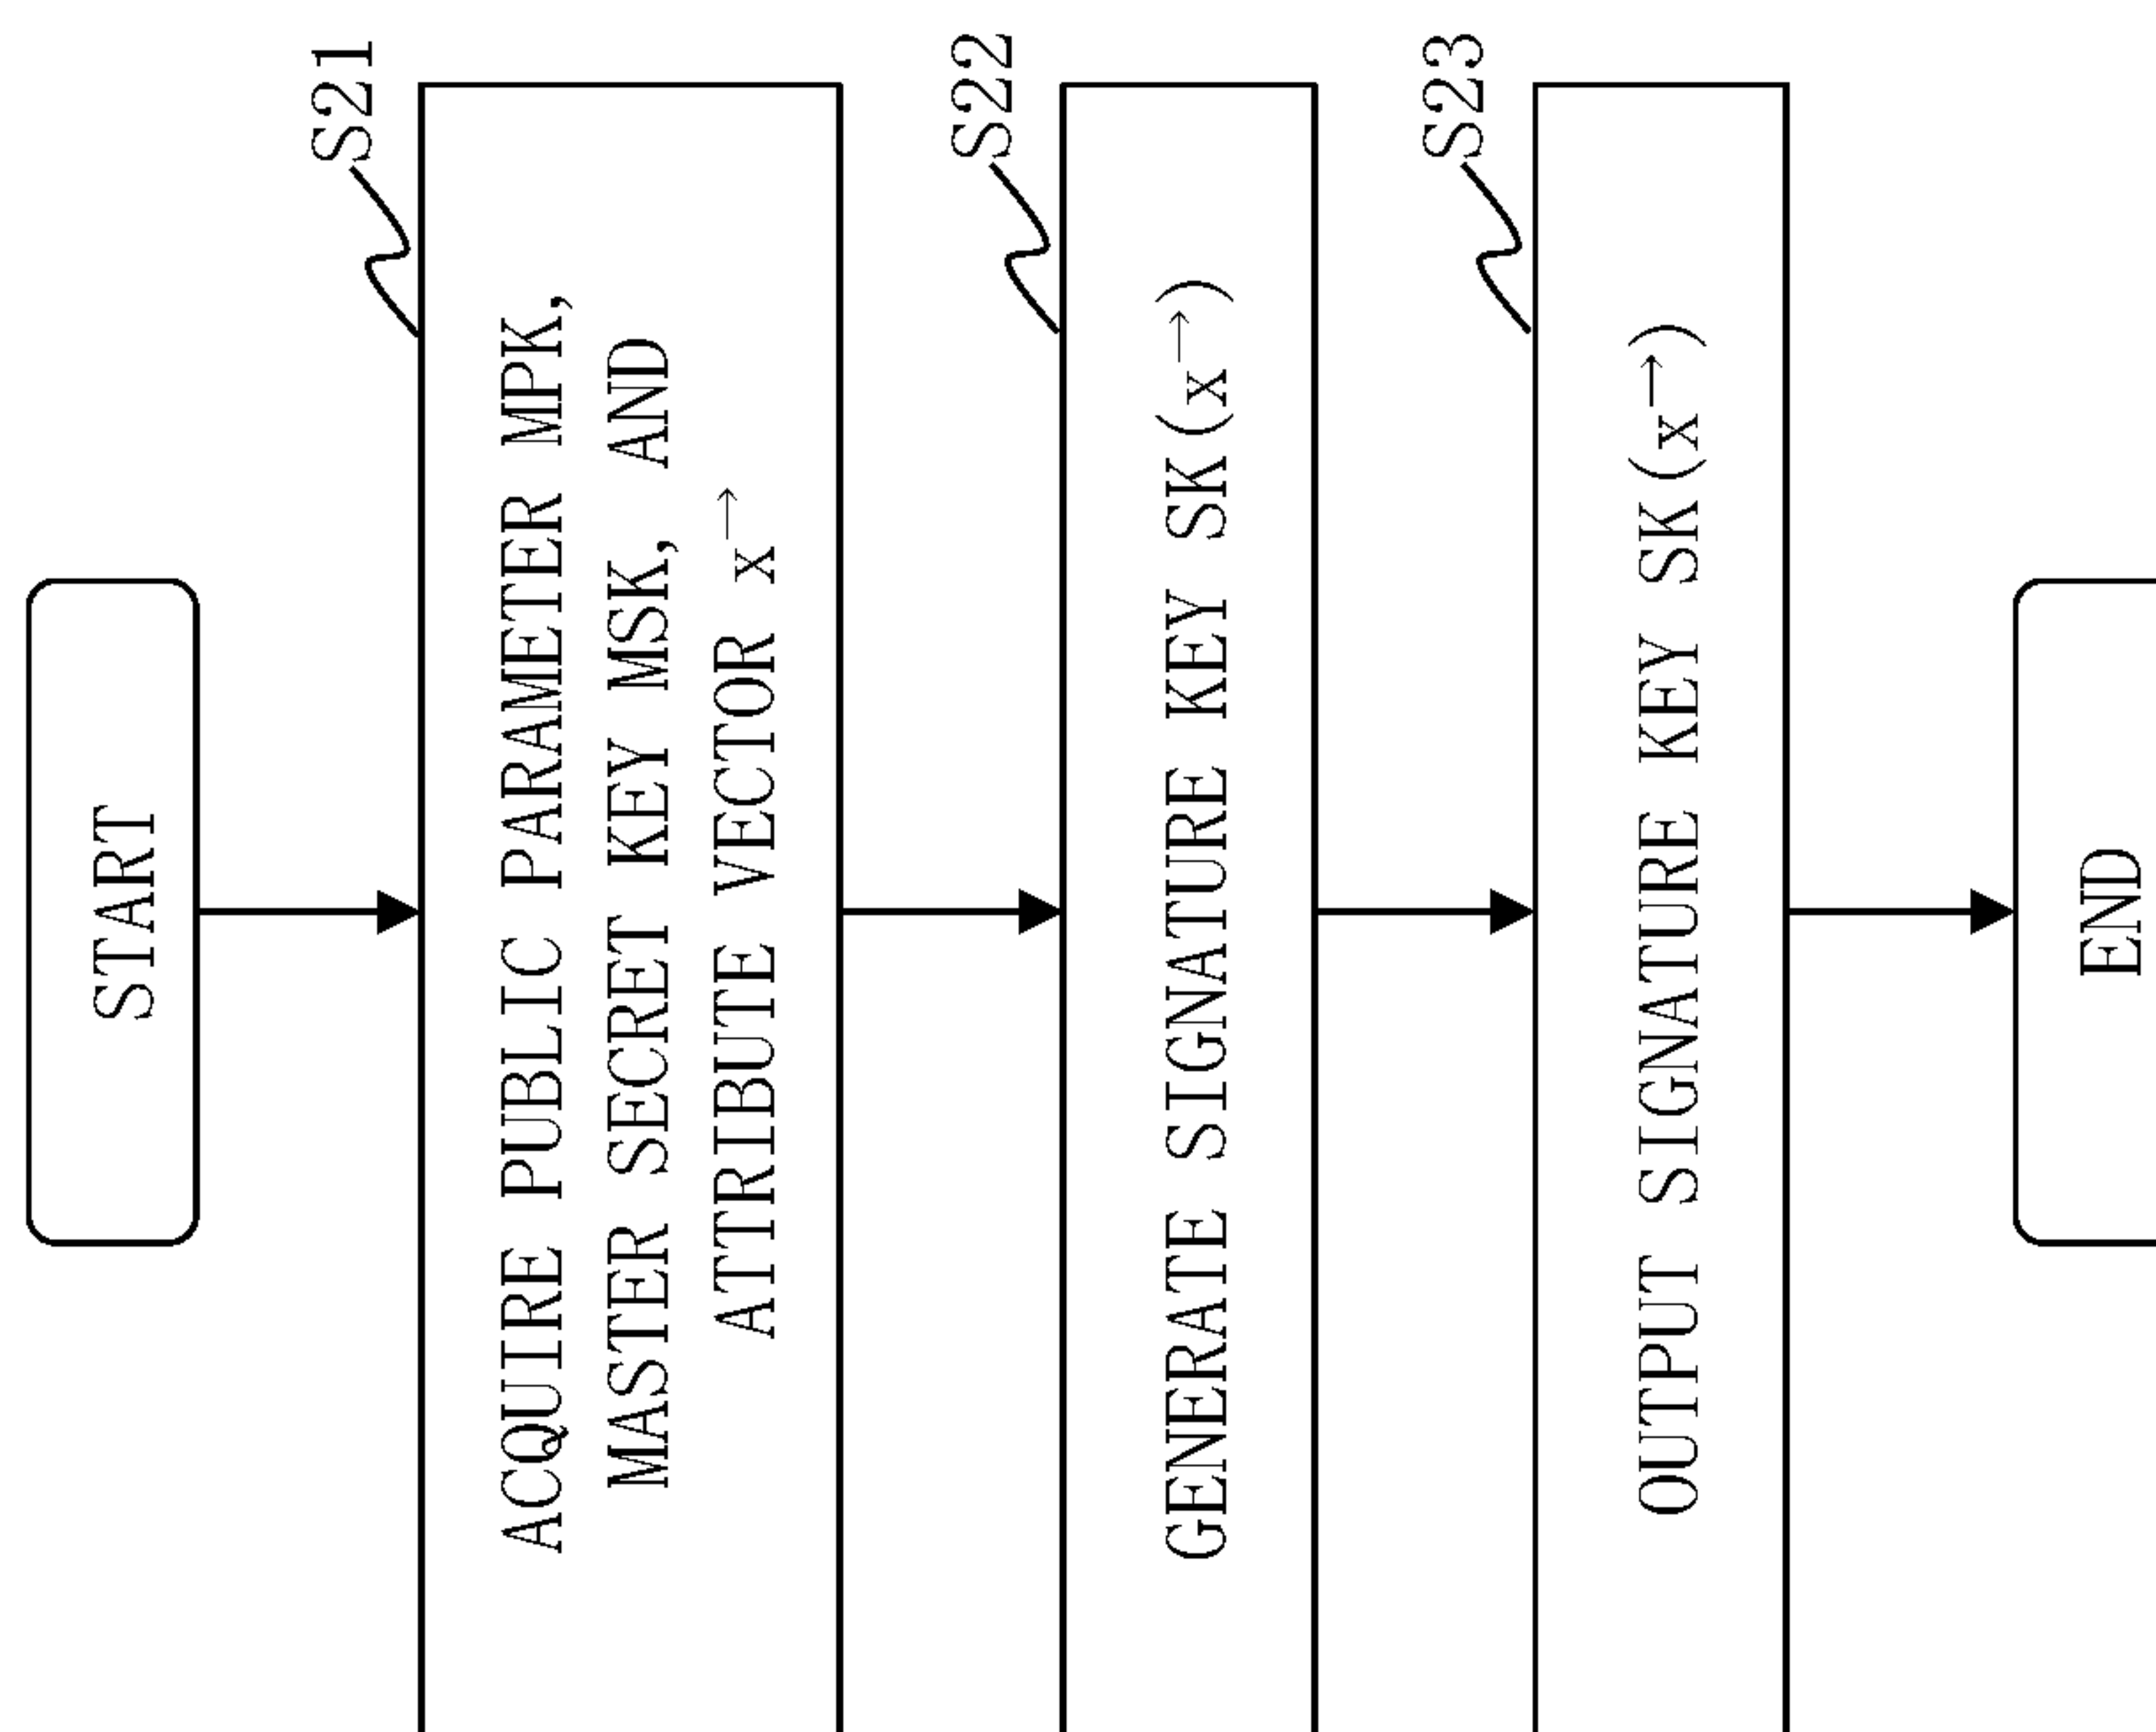 START
S21
ACQUIRE PUBLIC PARAMETER MPK,
MASTER SECRET KEY MSK, AND
ATTRIBUTE VECTOR x→
S22
GENERATE SIGNATURE KEY SK(x→)
S23
OUTPUT SIGNATURE KEY SK(x→)
END